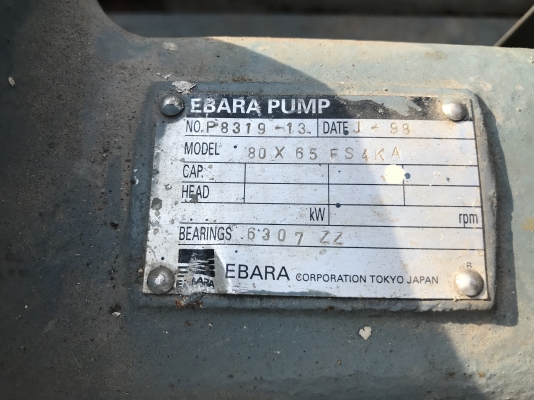 EBARA PUMP
NO. P8319-13. DATE J - 98
MODEL 80 X 65 FS4KA
CAP.
HEAD
kW rpm
BEARINGS 6307 ZZ
EBARA EBARA CORPORATION TOKYO JAPAN